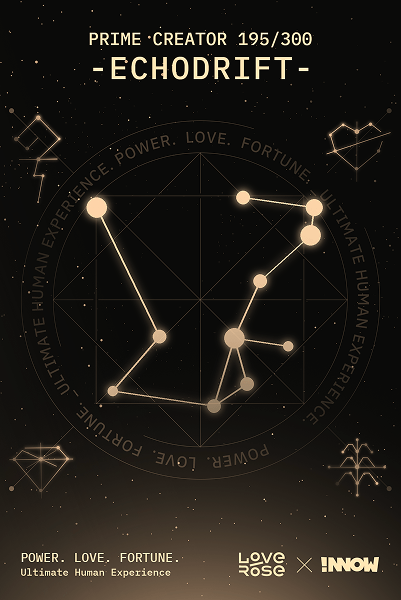 PRIME·CREATOR 195/300
-ECHODRIFT-
POWER. LOVE. FORTUNE. - ULTIMATE HUMAN EXPERIENCE.
POWER. LOVE. FORTUNE - ULTIMATE HUMAN EXPERIENCE.
POWER. LOVE. FORTUNE.
Ultimate Human Experience
LOVE
ROSE
!NNOW